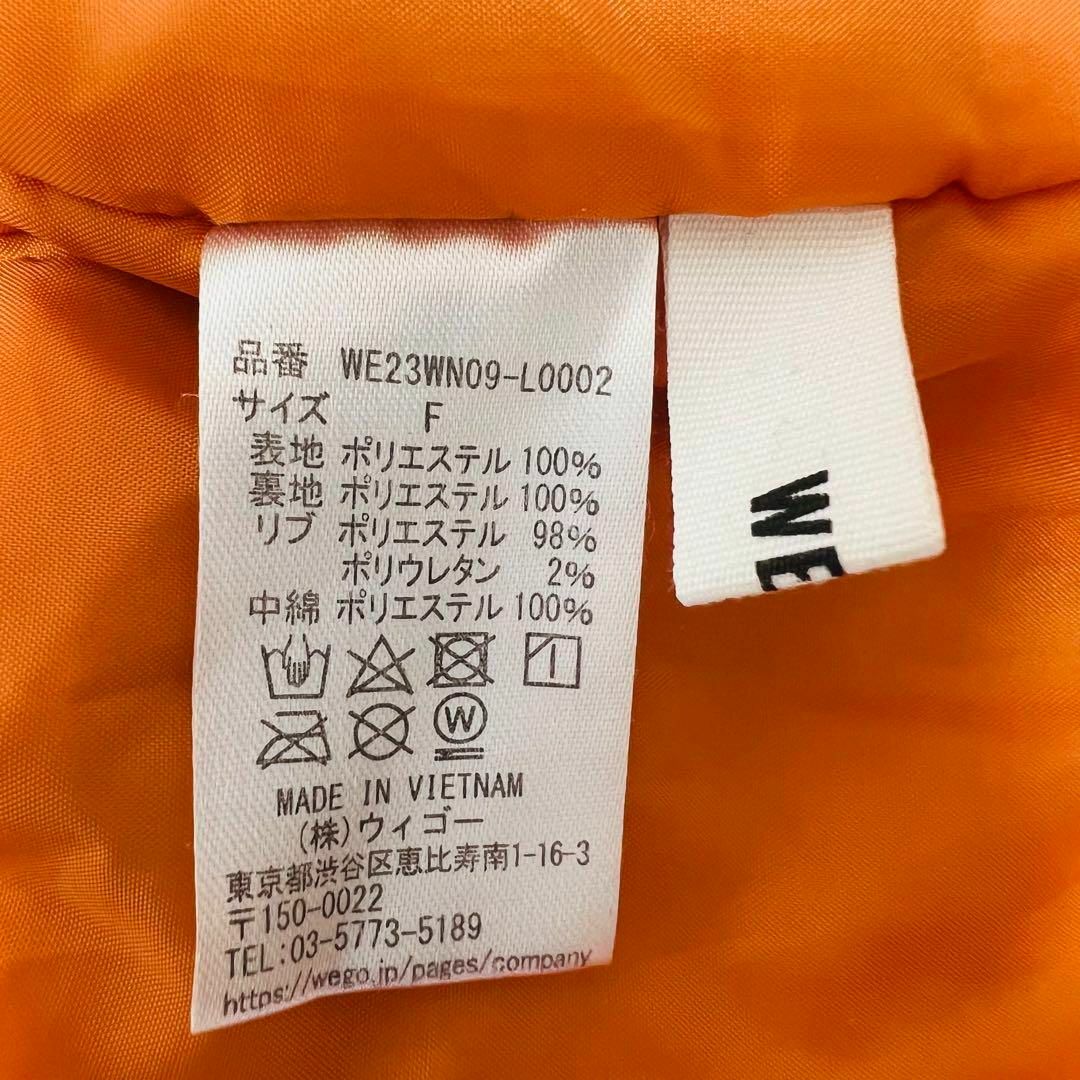 品番 WE23WN09-L0002
サイズ F
表地 ポリエステル 100%
裏地 ポリエステル 100%
リブ ポリエステル 98%
ポリウレタン 2%
中綿 ポリエステル 100%
W
MADE IN VIETNAM
(株)ウィゴー
東京都渋谷区恵比寿南1-16-3
〒150-0022
TEL:03-5773-5189
https://wego.jp/pages/company
WE